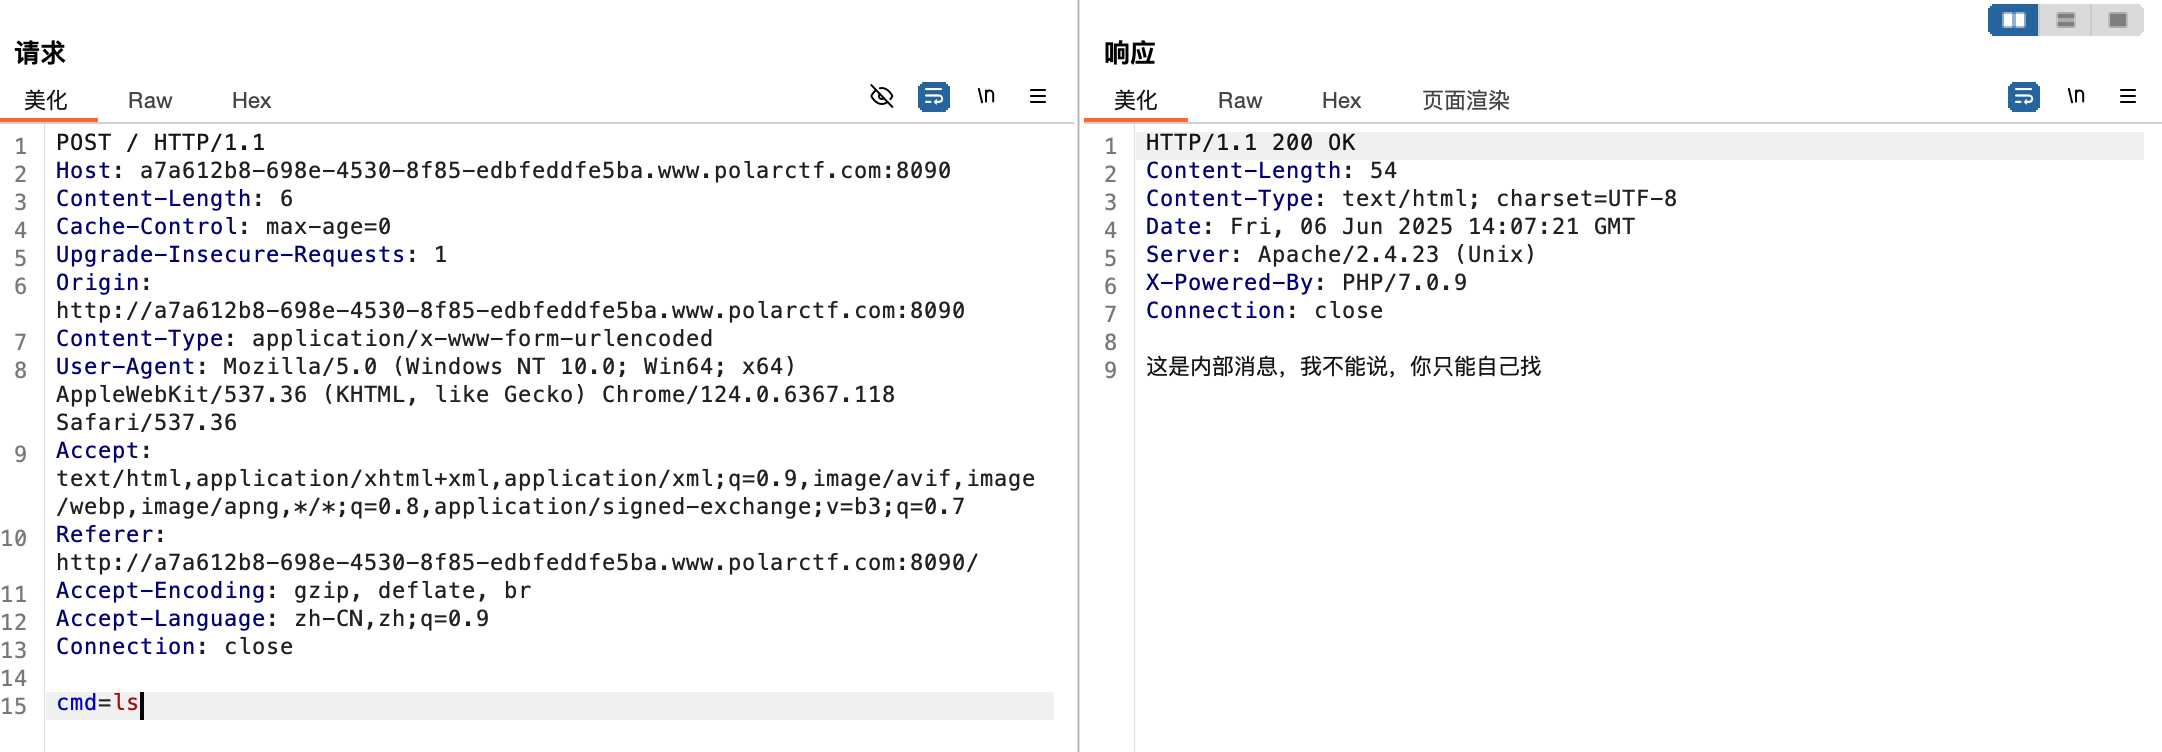 请求
美化 Raw Hex \n
1 POST / HTTP/1.1
2 Host: a7a612b8-698e-4530-8f85-edbfeddfe5ba.www.polarctf.com:8090
3 Content-Length: 6
4 Cache-Control: max-age=0
5 Upgrade-Insecure-Requests: 1
6 Origin:
http://a7a612b8-698e-4530-8f85-edbfeddfe5ba.www.polarctf.com:8090
7 Content-Type: application/x-www-form-urlencoded
8 User-Agent: Mozilla/5.0 (Windows NT 10.0; Win64; x64)
AppleWebKit/537.36 (KHTML, like Gecko) Chrome/124.0.6367.118
Safari/537.36
9 Accept:
text/html,application/xhtml+xml,application/xml;q=0.9,image/avif,image
/webp,image/apng,*/*;q=0.8,application/signed-exchange;v=b3;q=0.7
10 Referer:
http://a7a612b8-698e-4530-8f85-edbfeddfe5ba.www.polarctf.com:8090/
11 Accept-Encoding: gzip, deflate, br
12 Accept-Language: zh-CN,zh;q=0.9
13 Connection: close
14
15 cmd=ls
响应
美化 Raw Hex 页面渲染 \n
1 HTTP/1.1 200 OK
2 Content-Length: 54
3 Content-Type: text/html; charset=UTF-8
4 Date: Fri, 06 Jun 2025 14:07:21 GMT
5 Server: Apache/2.4.23 (Unix)
6 X-Powered-By: PHP/7.0.9
7 Connection: close
8
9 这是内部消息，我不能说，你只能自己找